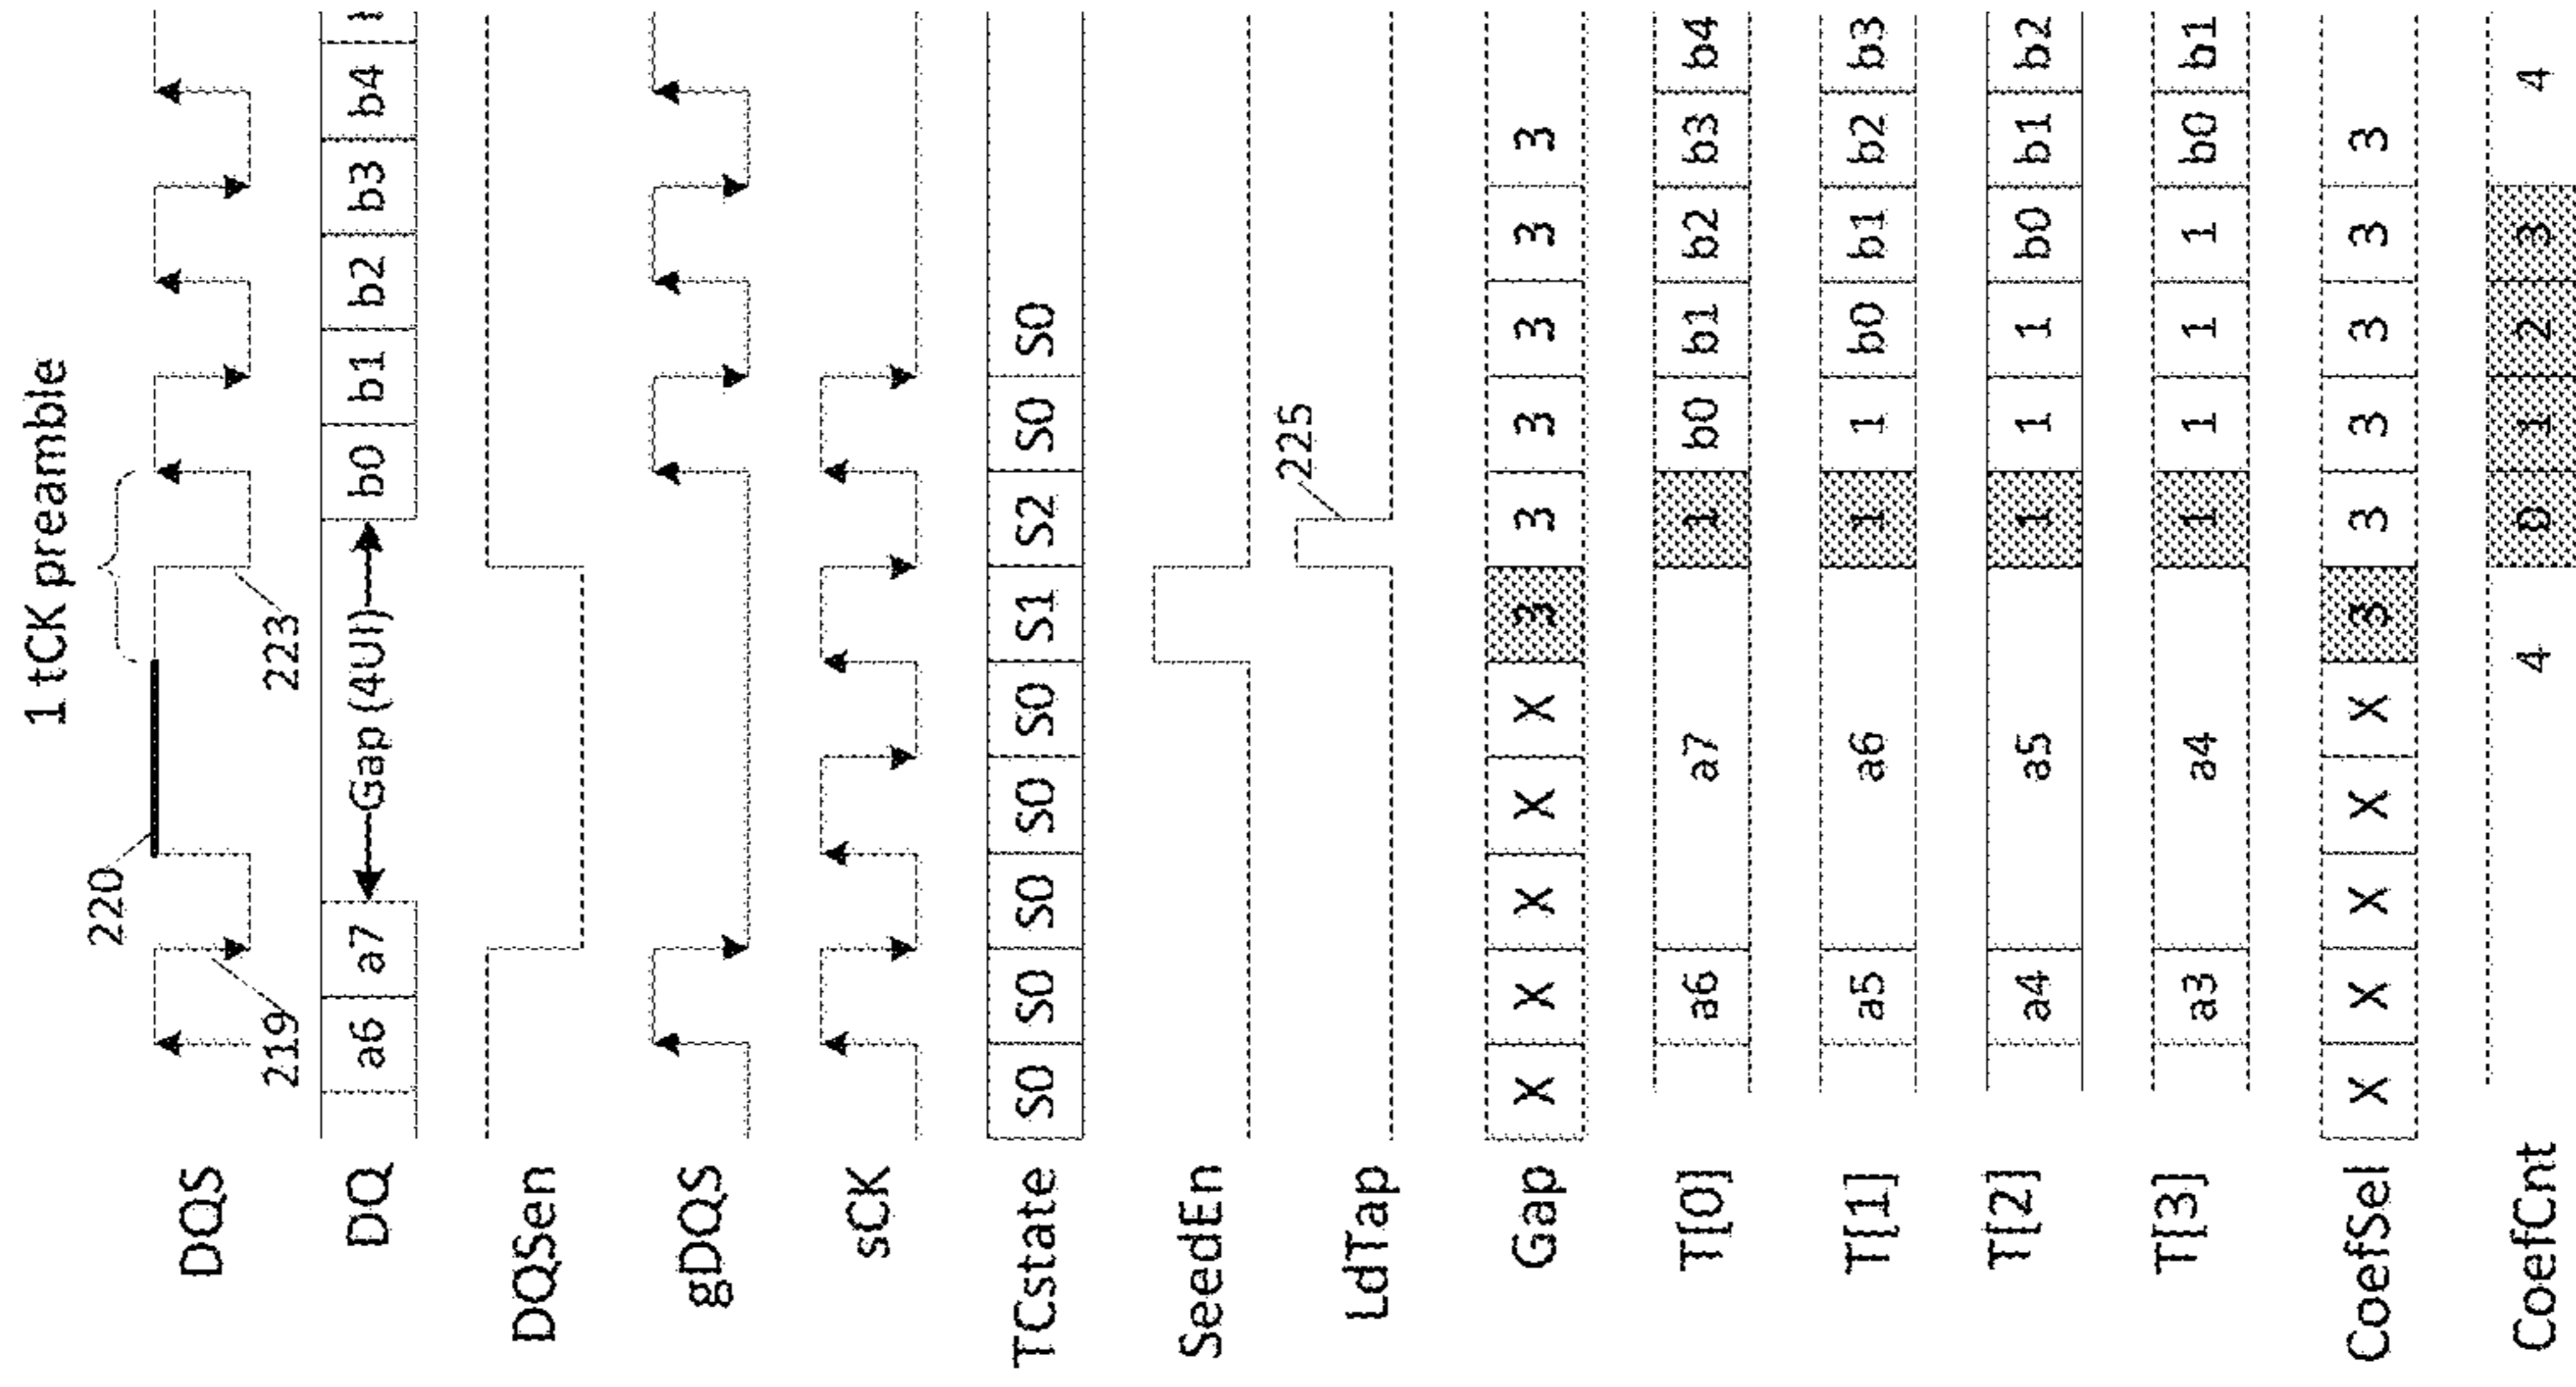 1 tCK preamble
220
DQS
219 223
DQ a6 a7 Gap (4UI) b0 b1 b2 b3 b4
DQSen
gDQS
sCK
TCstate S0 S0 S0 S0 S0 S1 S2 S0 S0
SeedEn
225
LdTap
Gap X X X X X 3 3 3 3 3 3
T[0] a6 a7 1 b0 b1 b2 b3 b4
T[1] a5 a6 1 1 b0 b1 b2 b3
T[2] a4 a5 1 1 1 b0 b1 b2
T[3] a3 a4 1 1 1 1 b0 b1
CoefSel X X X X X 3 3 3 3 3 3
CoefCnt 4 0 1 2 3 4